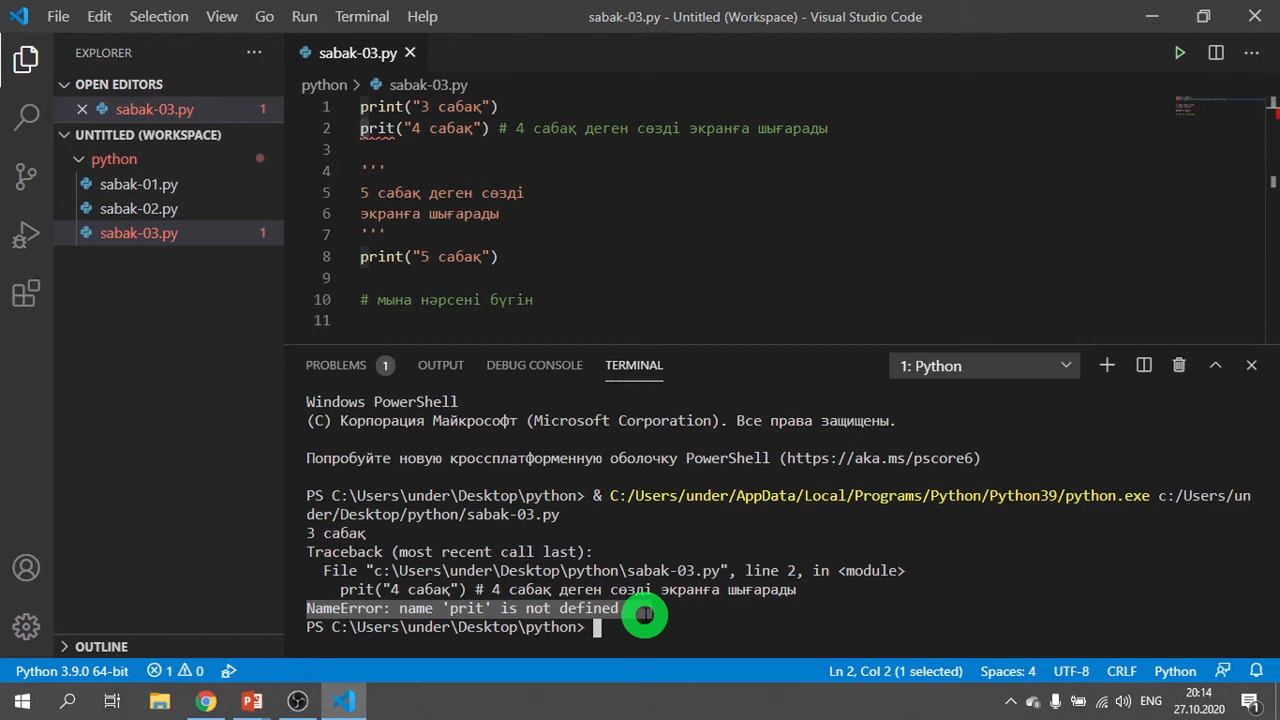 File Edit Selection View Go Run Terminal Help sabak-03.py - Untitled (Workspace) - Visual Studio Code
EXPLORER
OPEN EDITORS
sabak-03.py 1
UNTITLED (WORKSPACE)
python
sabak-01.py
sabak-02.py
sabak-03.py 1
OUTLINE
sabak-03.py
python > sabak-03.py
1 print("3 сабақ")
2 prit("4 сабақ") # 4 сабақ деген сөзді экранға шығарады
3
4 '''
5 5 сабақ деген сөзді
6 экранға шығарады
7 '''
8 print("5 сабақ")
9
10 # мына нәрсені бүгін
11
PROBLEMS 1 OUTPUT DEBUG CONSOLE TERMINAL 1: Python
Windows PowerShell
(C) Корпорация Майкрософт (Microsoft Corporation). Все права защищены.
Попробуйте новую кроссплатформенную оболочку PowerShell (https://aka.ms/pscore6)
PS C:\Users\under\Desktop\python> & C:/Users/under/AppData/Local/Programs/Python/Python39/python.exe c:/Users/un
der/Desktop/python/sabak-03.py
3 сабақ
Traceback (most recent call last):
File "c:\Users\under\Desktop\python\sabak-03.py", line 2, in <module>
prit("4 сабақ") # 4 сабақ деген сөзді экранға шығарады
NameError: name 'prit' is not defined
PS C:\Users\under\Desktop\python>
Python 3.9.0 64-bit 1 0 Ln 2, Col 2 (1 selected) Spaces: 4 UTF-8 CRLF Python
ENG 20:14
27.10.2020 1